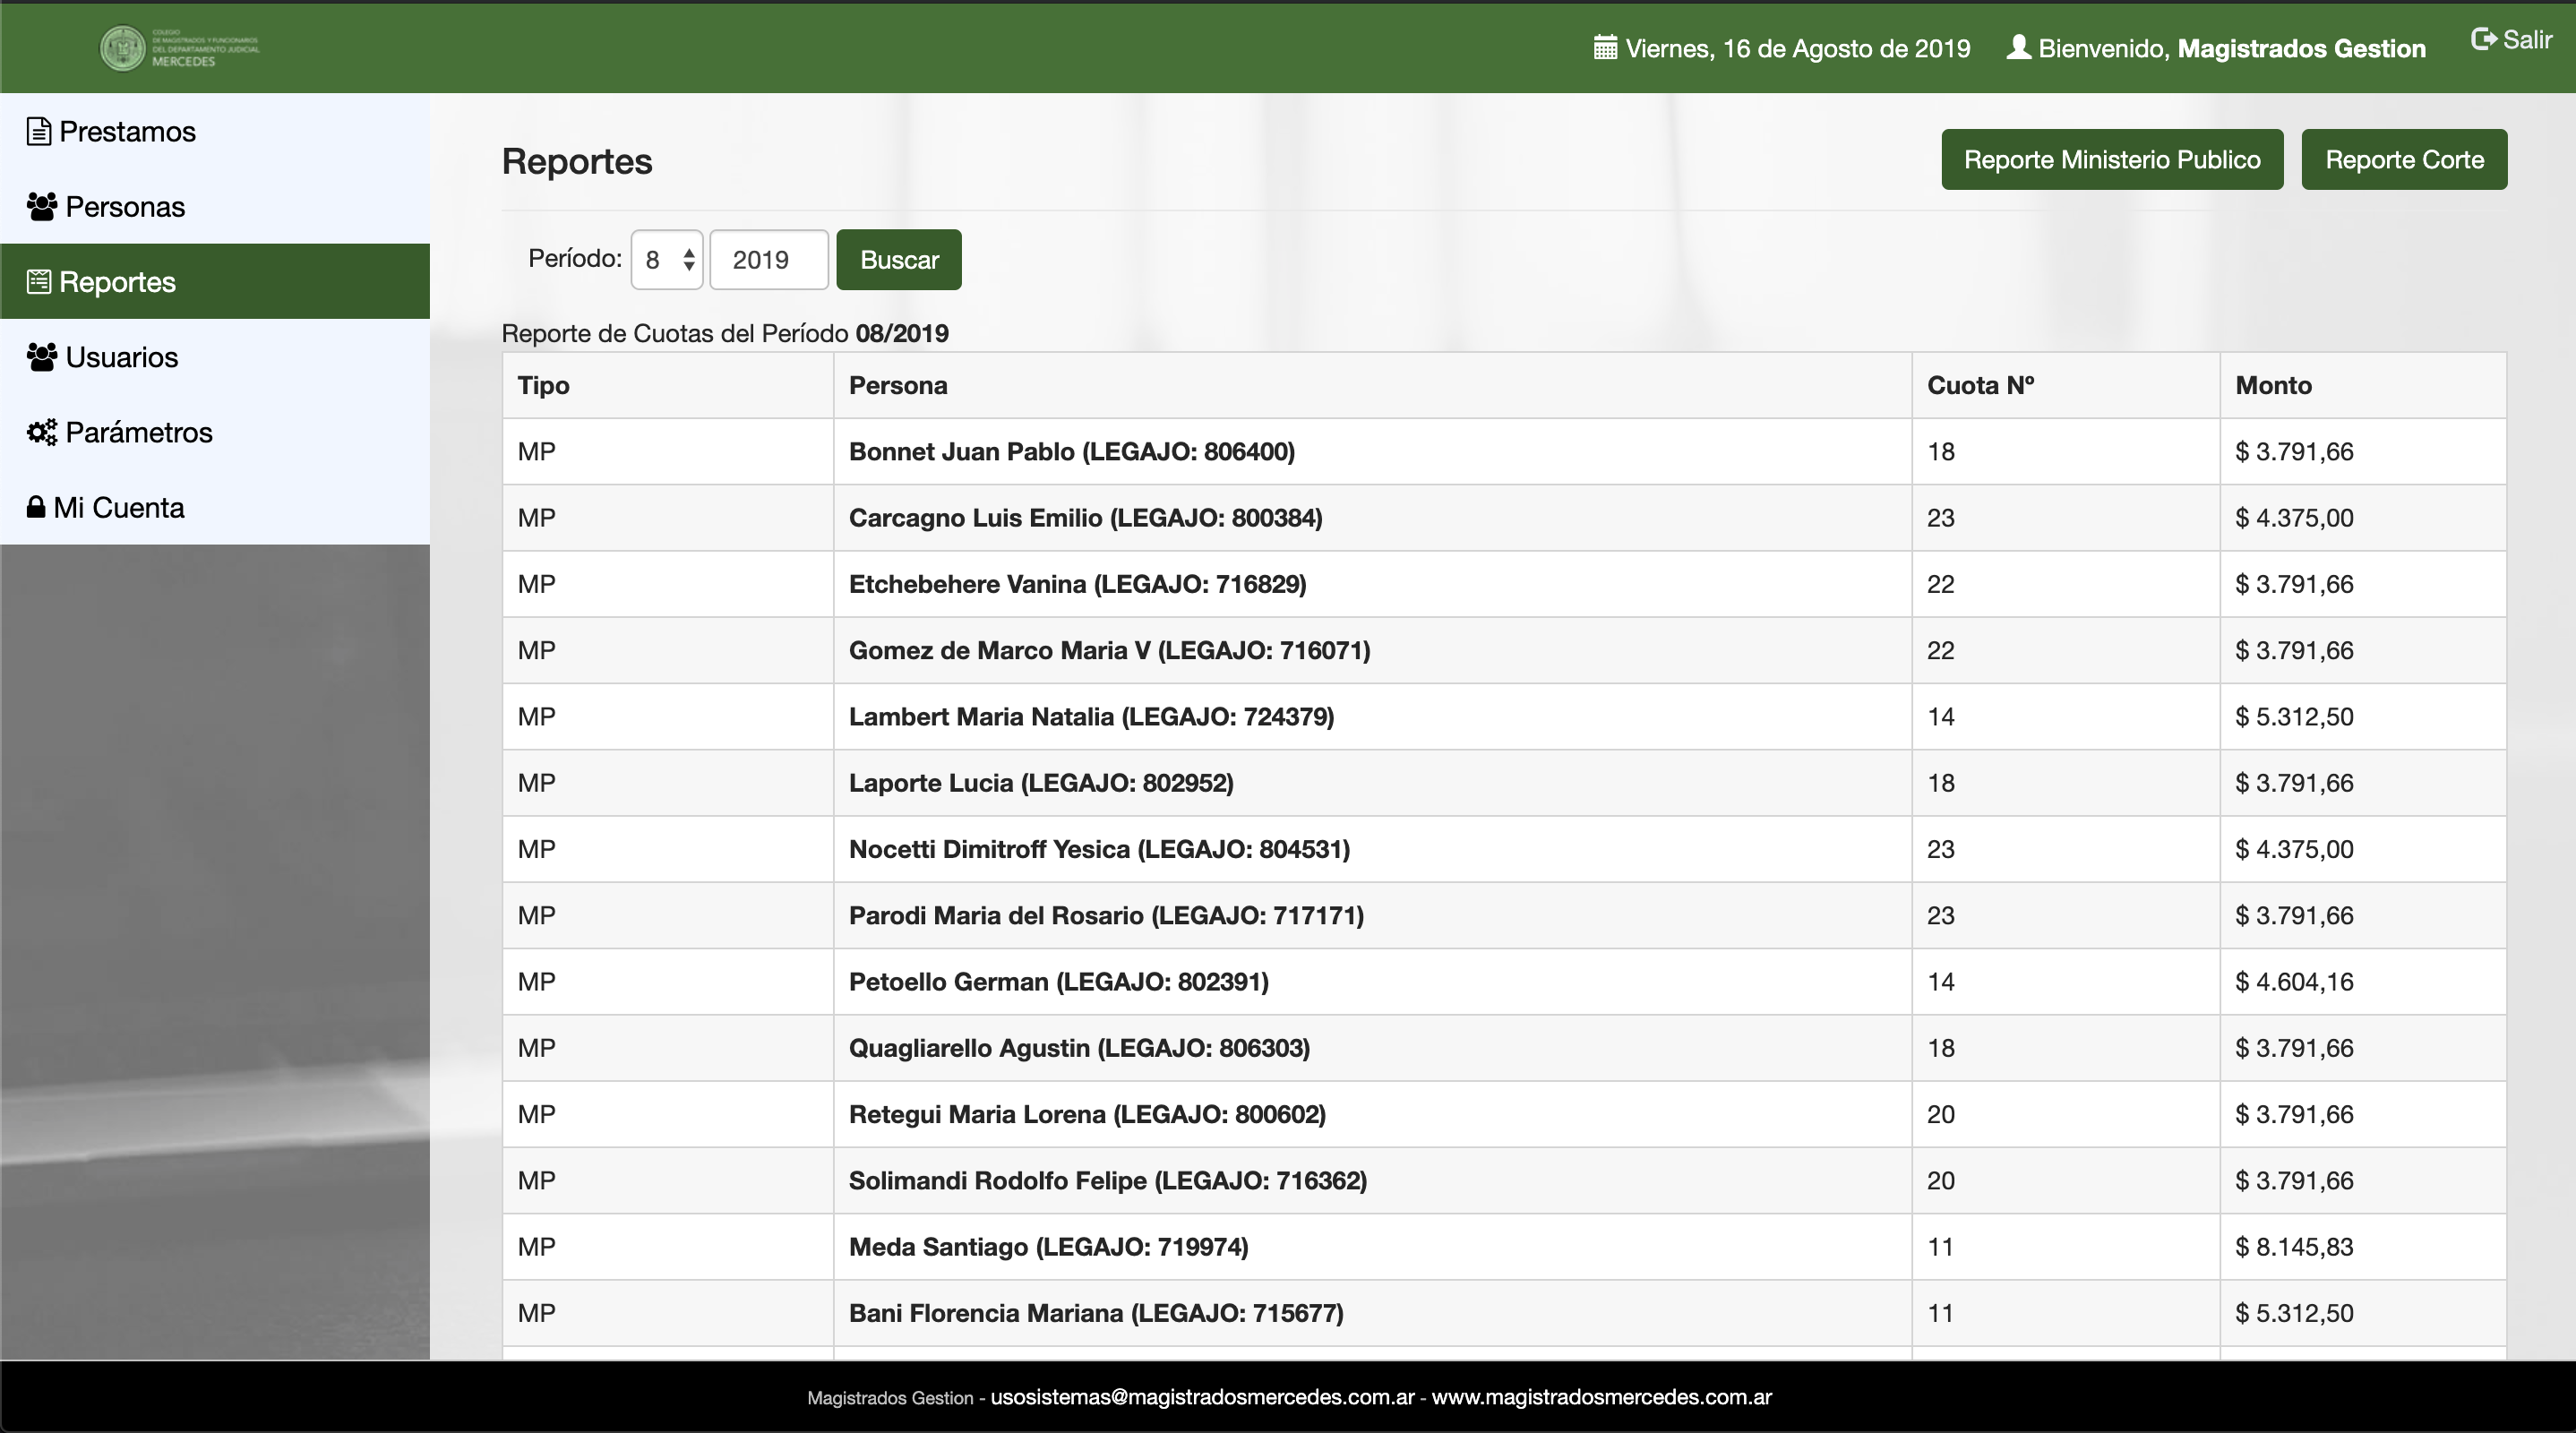 COLEGIO
DE MAGISTRADOS Y FUNCIONARIOS
DEL DEPARTAMENTO JUDICIAL
MERCEDES
Viernes, 16 de Agosto de 2019 Bienvenido, Magistrados Gestion Salir
Prestamos
Personas
Reportes
Usuarios
Parámetros
Mi Cuenta
Reportes
Reporte Ministerio Publico Reporte Corte
Período: 8 2019 Buscar
Reporte de Cuotas del Período 08/2019
Tipo Persona Cuota Nº Monto
MP Bonnet Juan Pablo (LEGAJO: 806400) 18 $ 3.791,66
MP Carcagno Luis Emilio (LEGAJO: 800384) 23 $ 4.375,00
MP Etchebehere Vanina (LEGAJO: 716829) 22 $ 3.791,66
MP Gomez de Marco Maria V (LEGAJO: 716071) 22 $ 3.791,66
MP Lambert Maria Natalia (LEGAJO: 724379) 14 $ 5.312,50
MP Laporte Lucia (LEGAJO: 802952) 18 $ 3.791,66
MP Nocetti Dimitroff Yesica (LEGAJO: 804531) 23 $ 4.375,00
MP Parodi Maria del Rosario (LEGAJO: 717171) 23 $ 3.791,66
MP Petoello German (LEGAJO: 802391) 14 $ 4.604,16
MP Quagliarello Agustin (LEGAJO: 806303) 18 $ 3.791,66
MP Retegui Maria Lorena (LEGAJO: 800602) 20 $ 3.791,66
MP Solimandi Rodolfo Felipe (LEGAJO: 716362) 20 $ 3.791,66
MP Meda Santiago (LEGAJO: 719974) 11 $ 8.145,83
MP Bani Florencia Mariana (LEGAJO: 715677) 11 $ 5.312,50
Magistrados Gestion - usosistemas@magistradosmercedes.com.ar - www.magistradosmercedes.com.ar